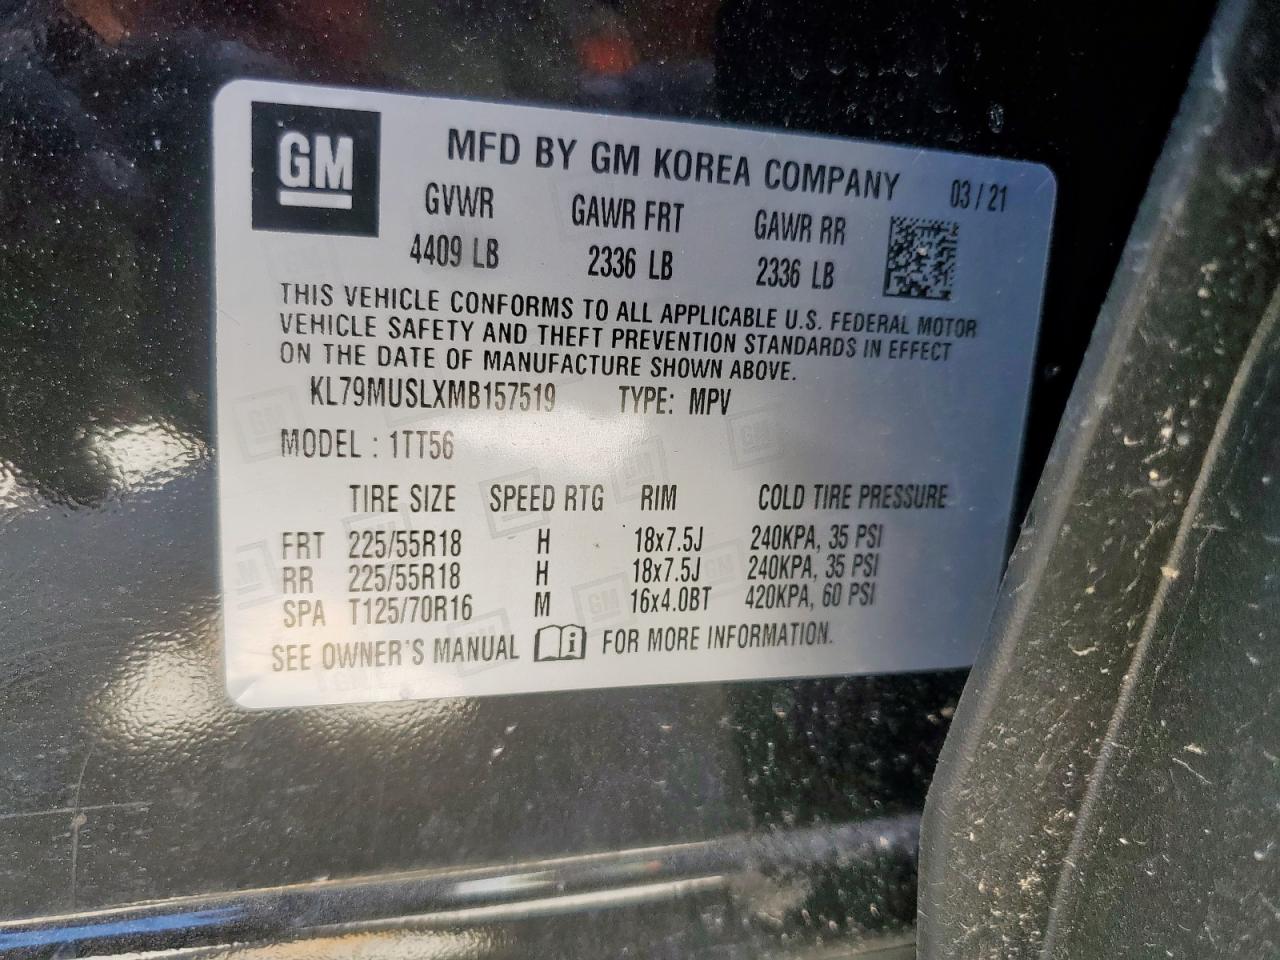 GM
MFD BY GM KOREA COMPANY 03/21
GVWR GAWR FRT GAWR RR
4409 LB 2336 LB 2336 LB
THIS VEHICLE CONFORMS TO ALL APPLICABLE U.S. FEDERAL MOTOR
VEHICLE SAFETY AND THEFT PREVENTION STANDARDS IN EFFECT
ON THE DATE OF MANUFACTURE SHOWN ABOVE.
KL79MUSLXMB157519 TYPE: MPV
MODEL : 1TT56
TIRE SIZE SPEED RTG RIM COLD TIRE PRESSURE
FRT 225/55R18 H 18x7.5J 240KPA, 35 PSI
RR 225/55R18 H 18x7.5J 240KPA, 35 PSI
SPA T125/70R16 M 16x4.0BT 420KPA, 60 PSI
SEE OWNER'S MANUAL i FOR MORE INFORMATION.